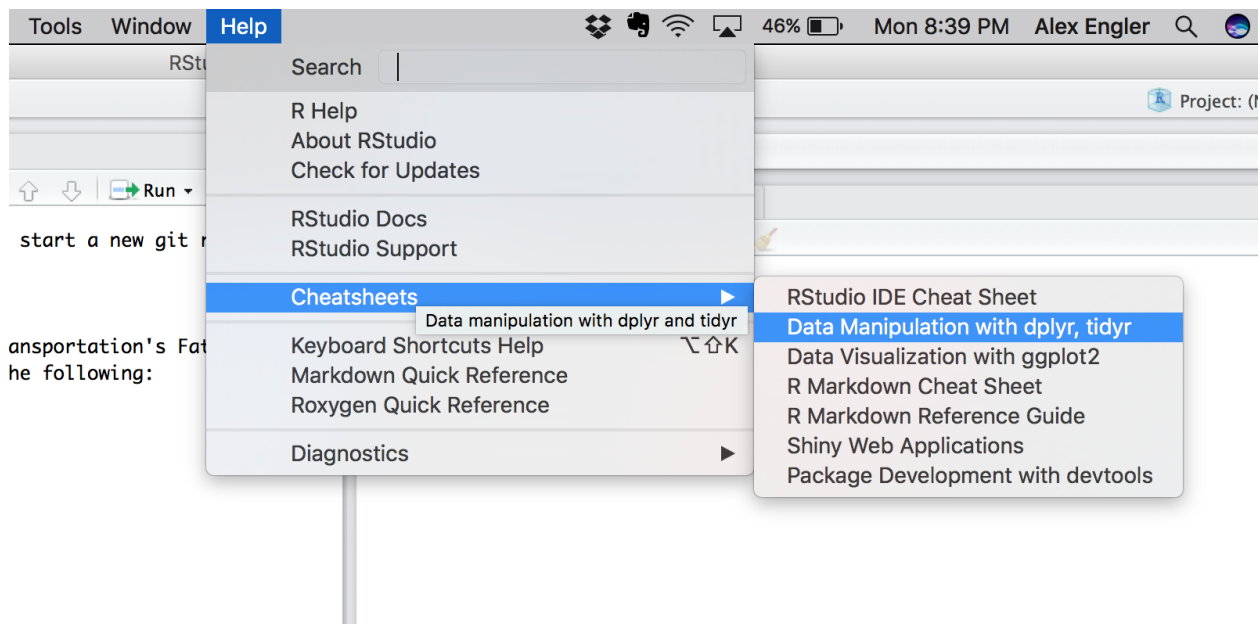 Tools Window Help 46% Mon 8:39 PM Alex Engler
RStu
Search
Project: (N
R Help
About RStudio
Check for Updates
Run
RStudio Docs
start a new git r
RStudio Support
Cheatsheets
RStudio IDE Cheat Sheet
Data manipulation with dplyr and tidyr
Data Manipulation with dplyr, tidyr
ansportation's Fat
Keyboard Shortcuts Help ⌥⇧K
Data Visualization with ggplot2
he following:
Markdown Quick Reference
R Markdown Cheat Sheet
Roxygen Quick Reference
R Markdown Reference Guide
Diagnostics
Shiny Web Applications
Package Development with devtools